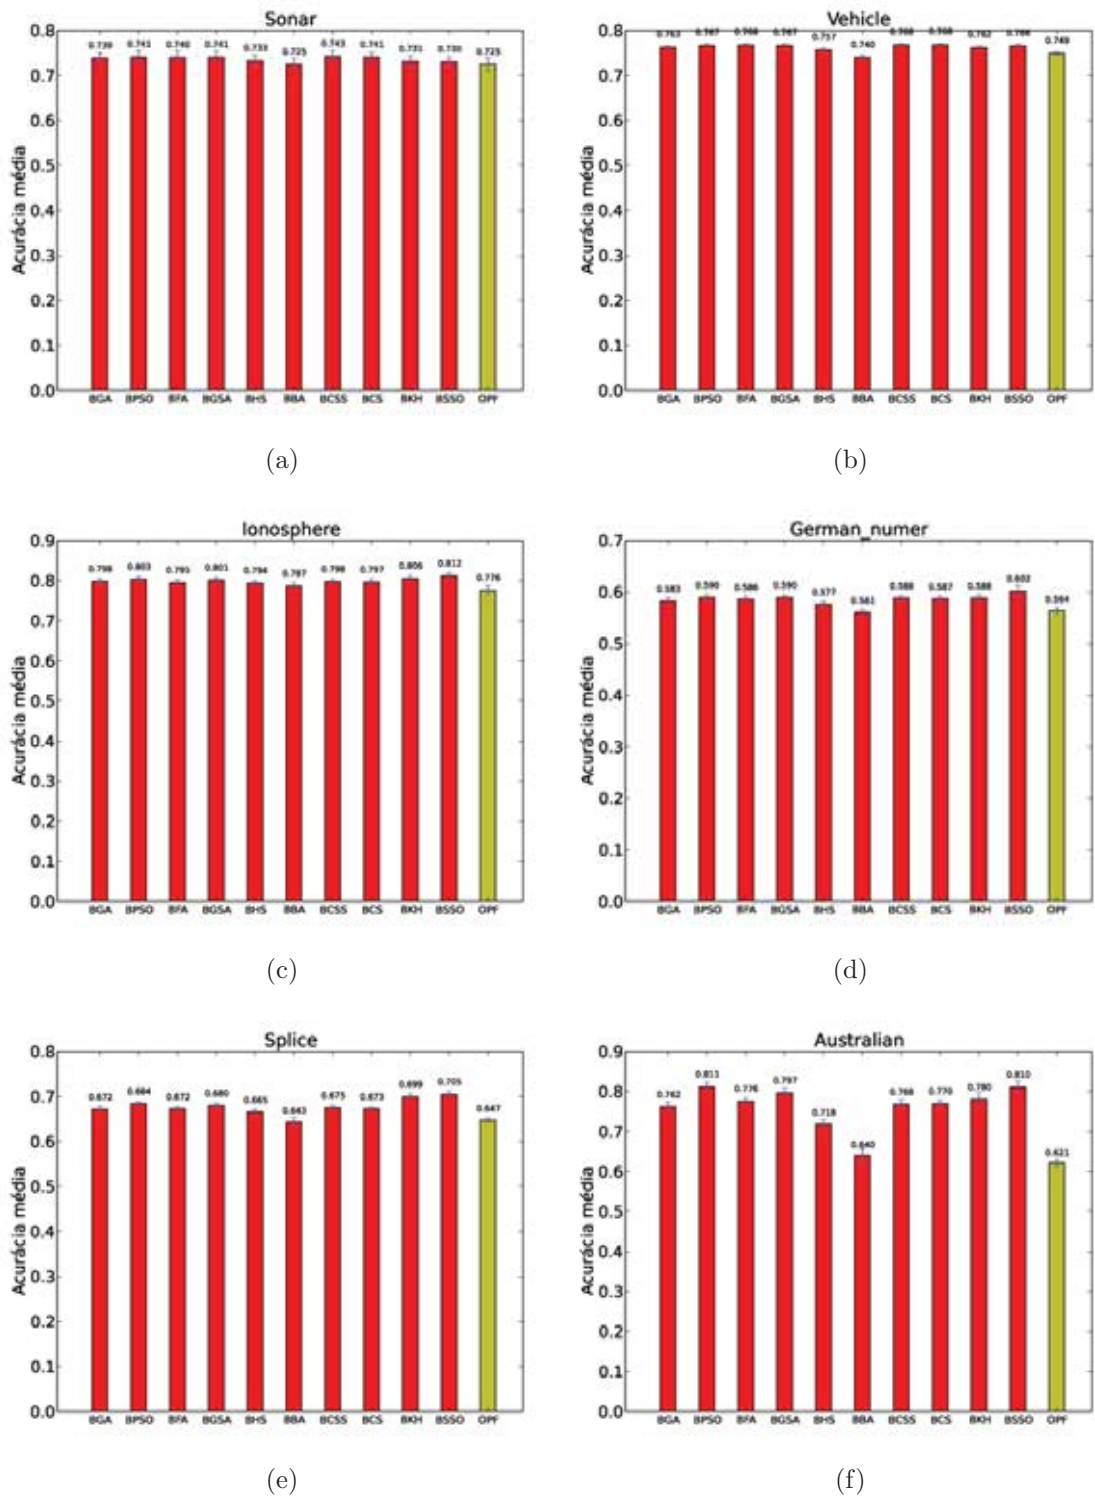 Sonar
Acurácia média
0.8
0.7
0.6
0.5
0.4
0.3
0.2
0.1
0.0
0.739 0.741 0.740 0.741 0.733 0.725 0.743 0.741 0.731 0.730 0.725
BGA BPSO BFA BGSA BHS BBA BCSS BCS BKH BSSO OPF
(a)
Vehicle
Acurácia média
0.8
0.7
0.6
0.5
0.4
0.3
0.2
0.1
0.0
0.763 0.767 0.768 0.767 0.757 0.740 0.768 0.768 0.762 0.766 0.749
BGA BPSO BFA BGSA BHS BBA BCSS BCS BKH BSSO OPF
(b)
Ionosphere
Acurácia média
0.9
0.8
0.7
0.6
0.5
0.4
0.3
0.2
0.1
0.0
0.798 0.803 0.795 0.801 0.794 0.787 0.798 0.797 0.806 0.812 0.776
BGA BPSO BFA BGSA BHS BBA BCSS BCS BKH BSSO OPF
(c)
German_numer
Acurácia média
0.7
0.6
0.5
0.4
0.3
0.2
0.1
0.0
0.583 0.590 0.586 0.590 0.577 0.561 0.588 0.587 0.588 0.602 0.564
BGA BPSO BFA BGSA BHS BBA BCSS BCS BKH BSSO OPF
(d)
Splice
Acurácia média
0.8
0.7
0.6
0.5
0.4
0.3
0.2
0.1
0.0
0.672 0.684 0.672 0.680 0.665 0.643 0.675 0.673 0.699 0.705 0.647
BGA BPSO BFA BGSA BHS BBA BCSS BCS BKH BSSO OPF
(e)
Australian
Acurácia média
0.9
0.8
0.7
0.6
0.5
0.4
0.3
0.2
0.1
0.0
0.762 0.811 0.776 0.797 0.718 0.640 0.768 0.770 0.780 0.810 0.621
BGA BPSO BFA BGSA BHS BBA BCSS BCS BKH BSSO OPF
(f)